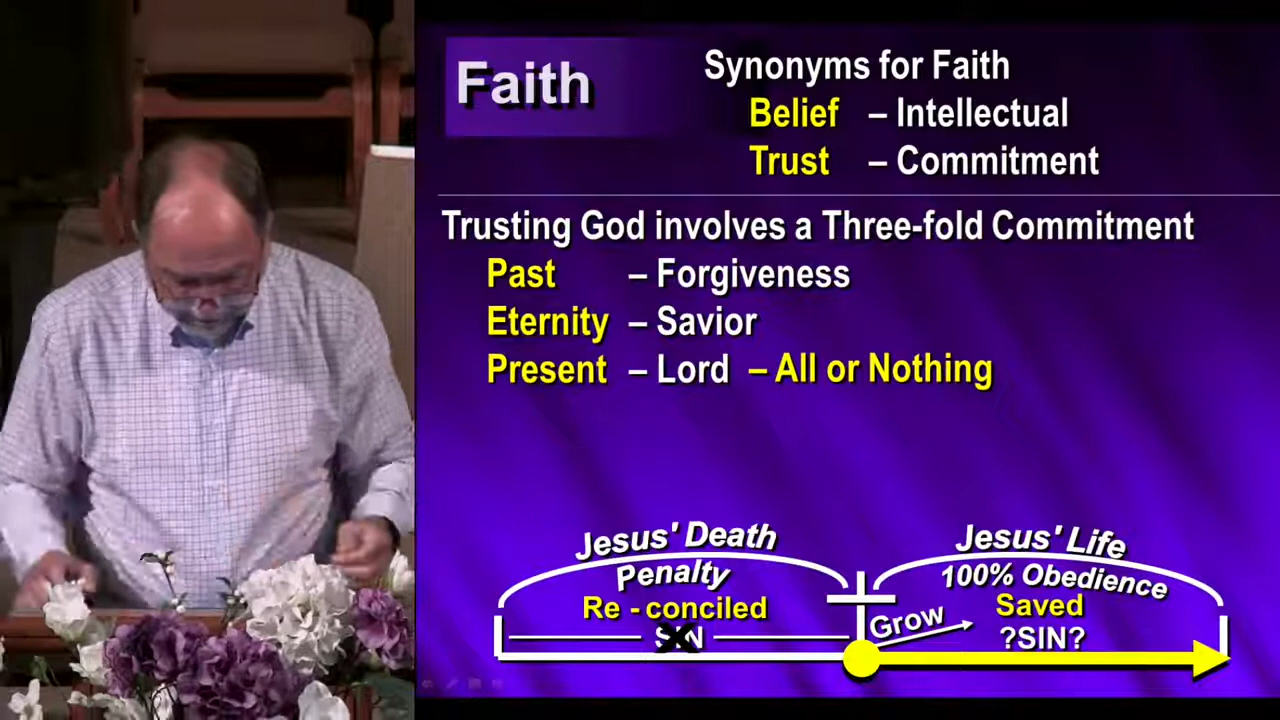 Faith
Synonyms for Faith
Belief – Intellectual
Trust – Commitment
Trusting God involves a Three-fold Commitment
Past – Forgiveness
Eternity – Savior
Present – Lord – All or Nothing
Jesus' Death
Penalty
Re - conciled
SIN
Jesus' Life
100% Obedience
Saved
Grow
?SIN?